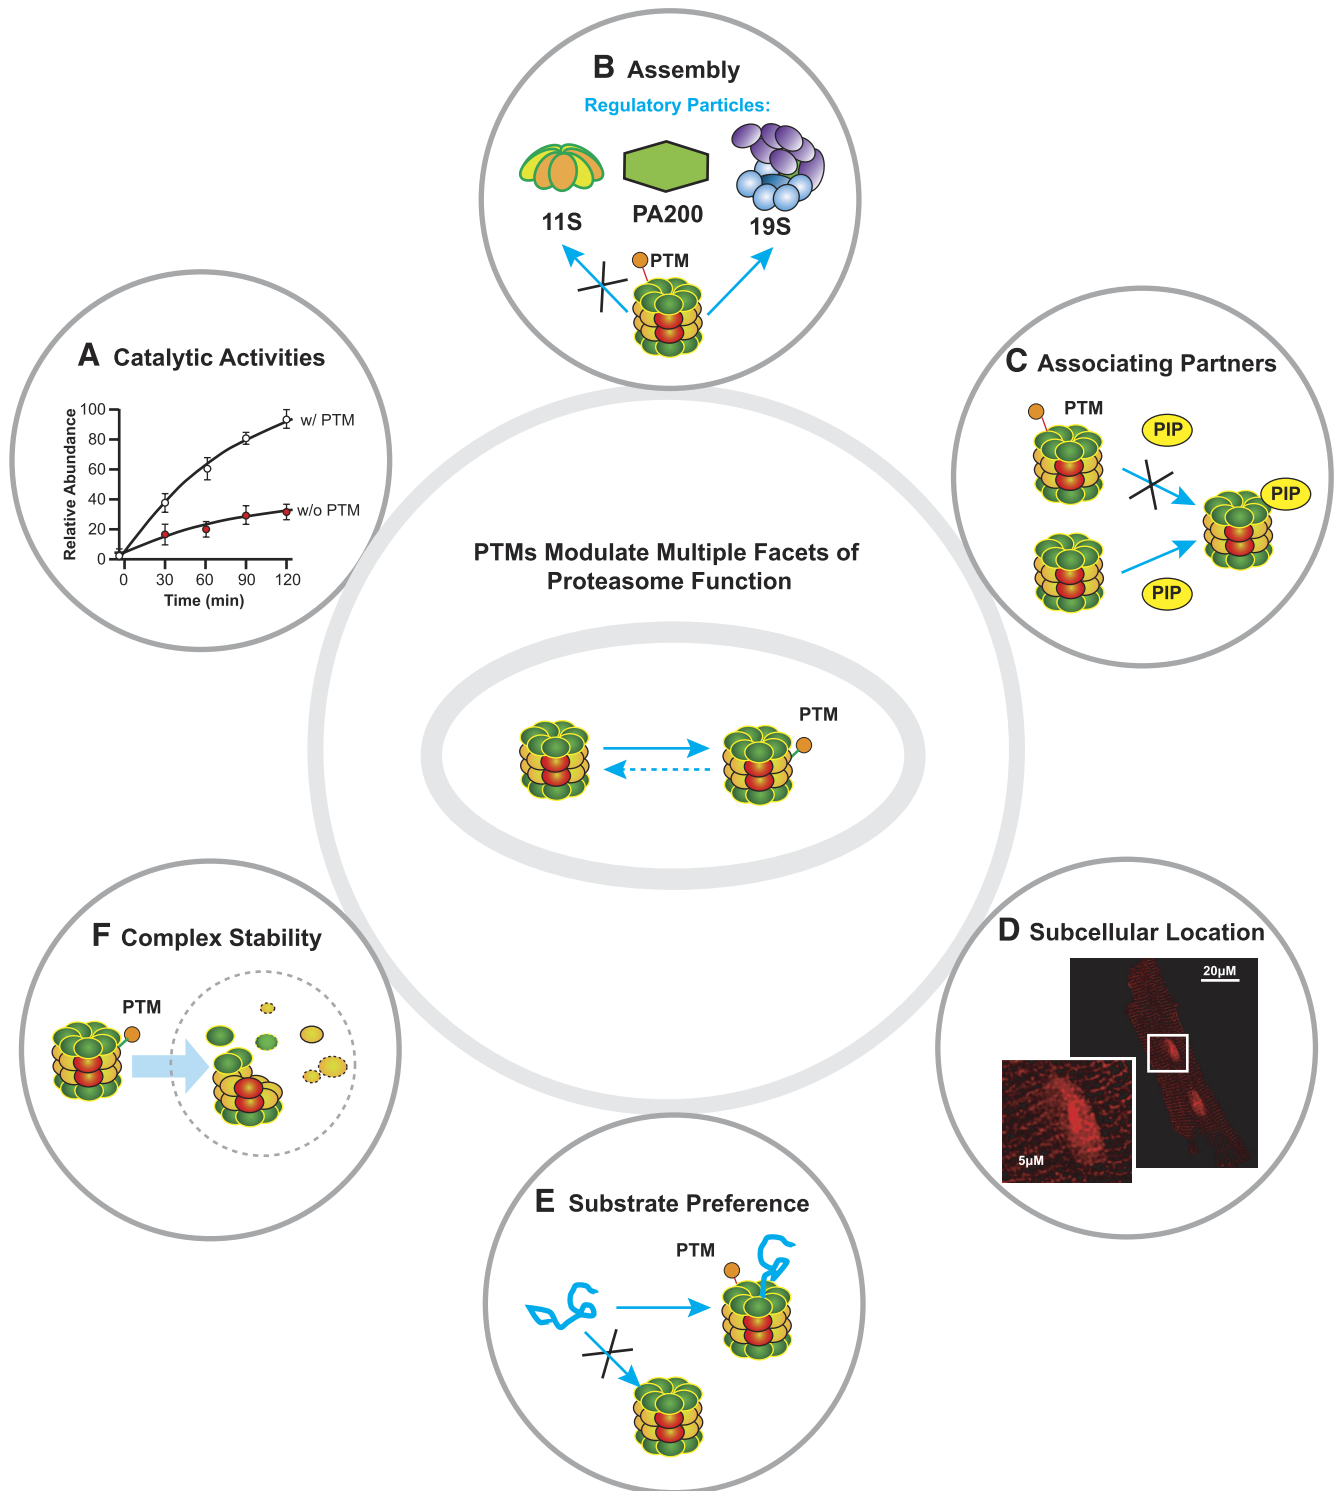 B Assembly
Regulatory Particles:
11S
PA200
19S
PTM
A Catalytic Activities
Relative Abundance
100
80
60
40
20
0
0 30 60 90 120
Time (min)
w/ PTM
w/o PTM
C Associating Partners
PTM
PIP
PIP
PIP
PTMs Modulate Multiple Facets of
Proteasome Function
PTM
F Complex Stability
PTM
D Subcellular Location
20µM
5µM
E Substrate Preference
PTM